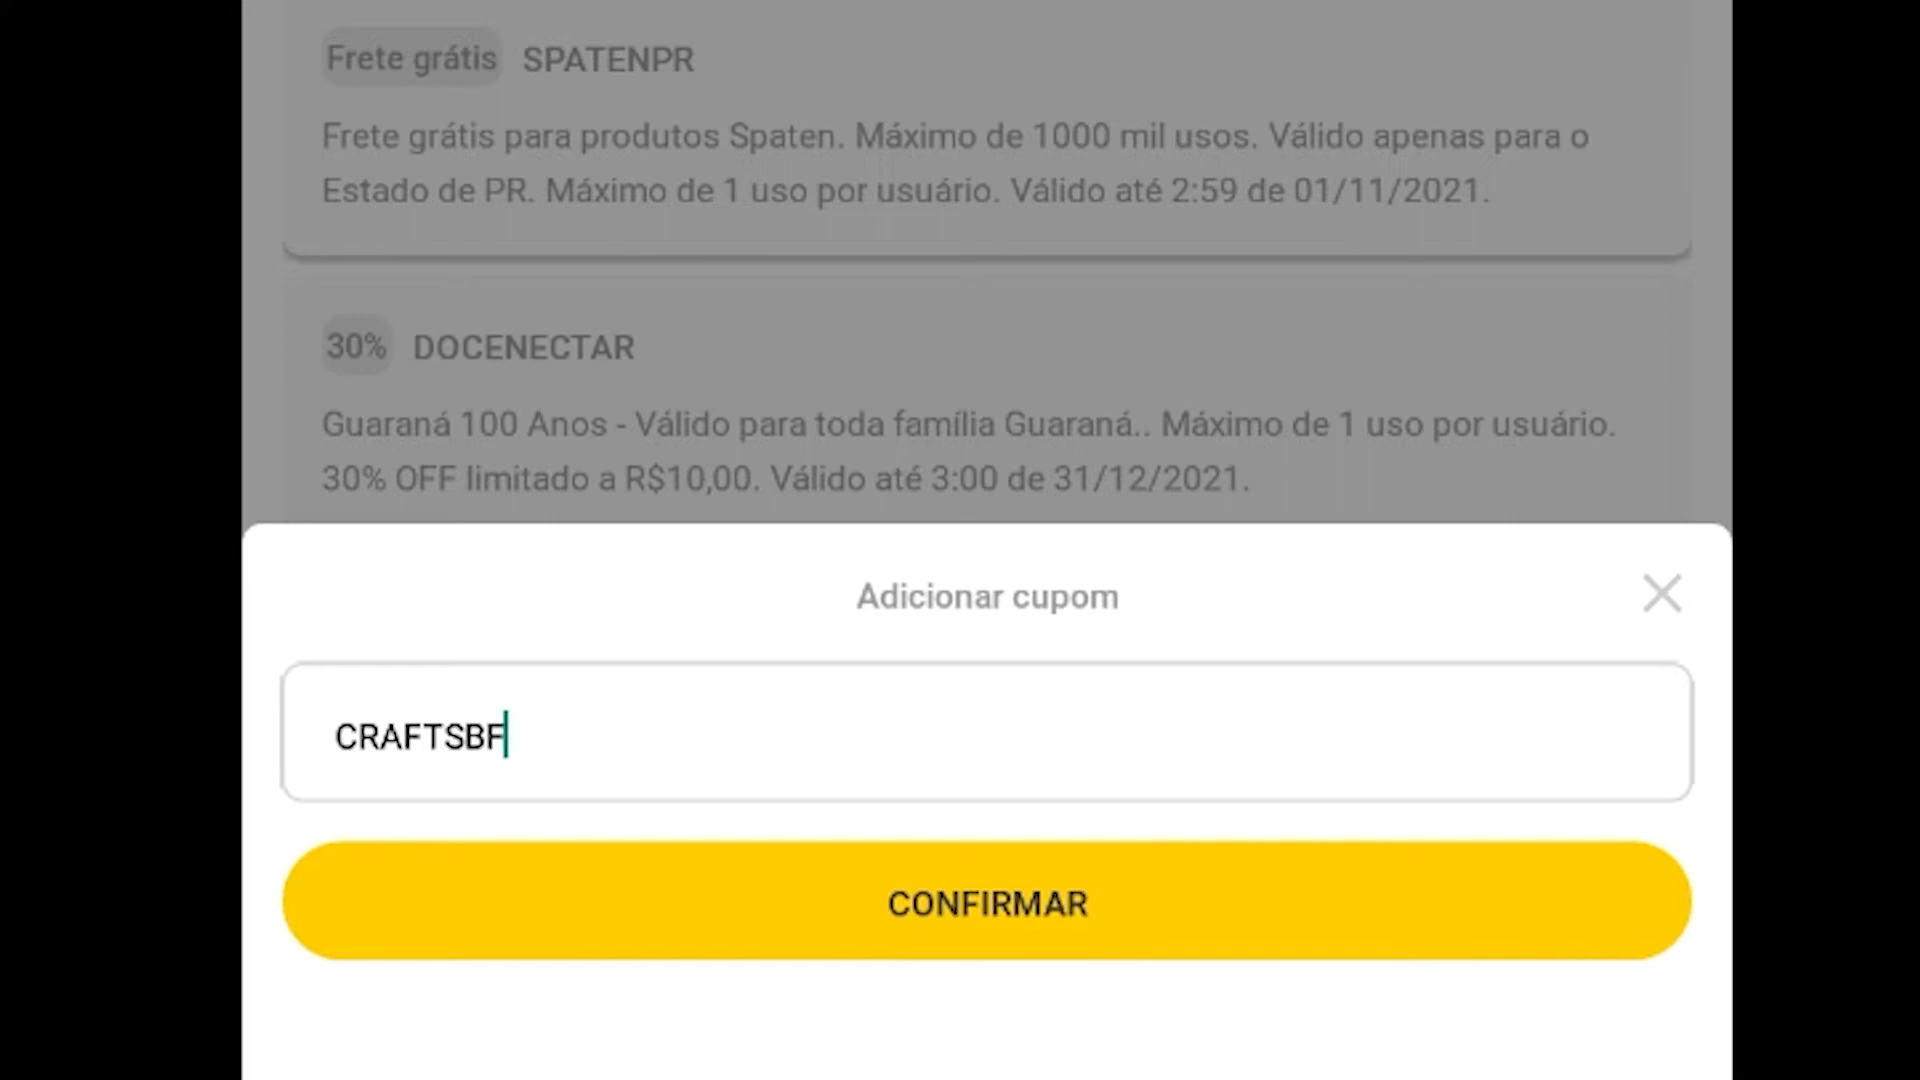 Frete grátis SPATENPR
Frete grátis para produtos Spaten. Máximo de 1000 mil usos. Válido apenas para o
Estado de PR. Máximo de 1 uso por usuário. Válido até 2:59 de 01/11/2021.
30% DOCENECTAR
Guaraná 100 Anos - Válido para toda família Guaraná.. Máximo de 1 uso por usuário.
30% OFF limitado a R$10,00. Válido até 3:00 de 31/12/2021.
Adicionar cupom
CRAFTSBF
CONFIRMAR